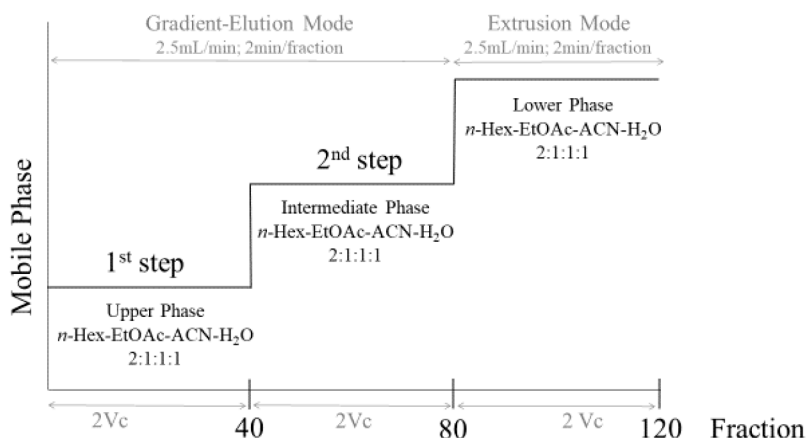 Gradient-Elution Mode
2.5mL/min; 2min/fraction
Extrusion Mode
2.5mL/min; 2min/fraction
Mobile Phase
1st step
Upper Phase
n-Hex-EtOAc-ACN-H2O
2:1:1:1
2nd step
Intermediate Phase
n-Hex-EtOAc-ACN-H2O
2:1:1:1
Lower Phase
n-Hex-EtOAc-ACN-H2O
2:1:1:1
2Vc
2Vc
2 Vc
40
80
120
Fraction